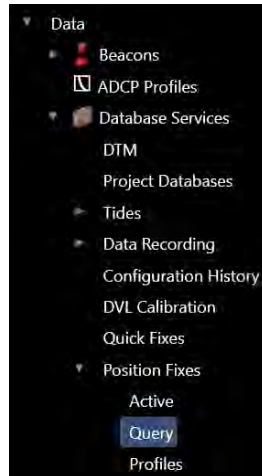 Data
Beacons
ADCP Profiles
Database Services
DTM
Project Databases
Tides
Data Recording
Configuration History
DVL Calibration
Quick Fixes
Position Fixes
Active
Query
Profiles